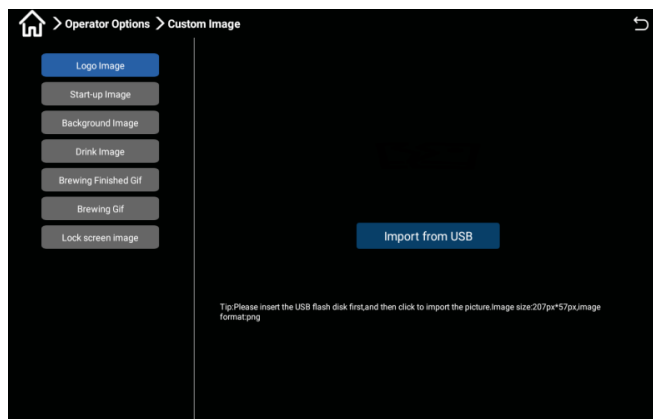 Operator Options
Custom Image
Logo Image
Start-up Image
Background Image
Drink Image
Brewing Finished Gif
Brewing Gif
Lock screen image
Import from USB
Tip:Please insert the USB flash disk first,and then click to import the picture.Image size:207px*57px,image
format:png